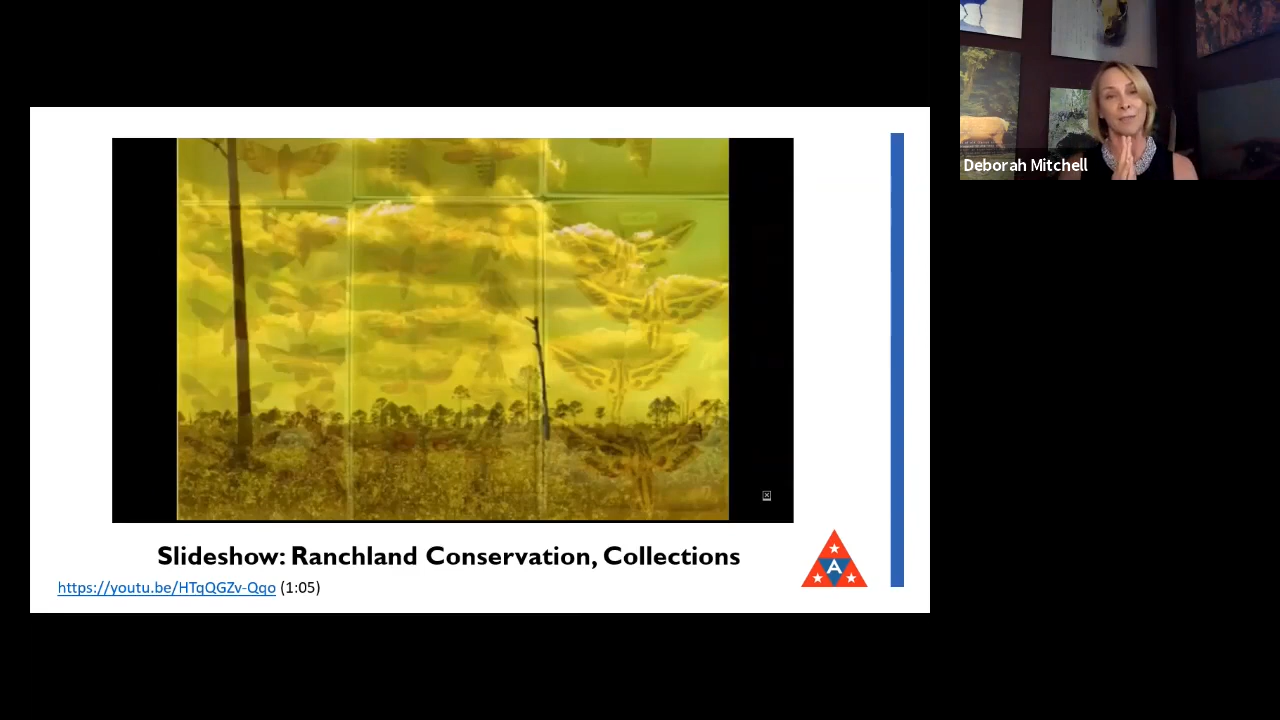 Deborah Mitchell
A
Slideshow: Ranchland Conservation, Collections
https://youtu.be/HTqQGZv-Qqo (1:05)